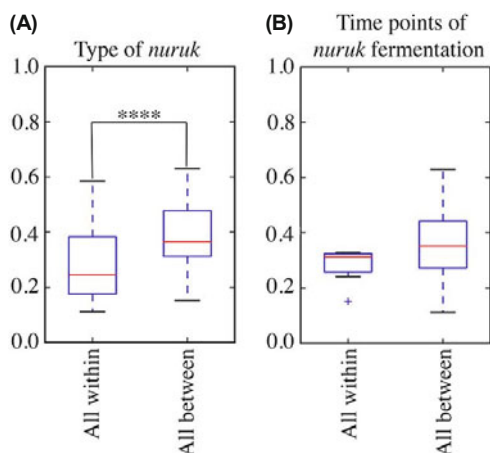 (A)
Type of nuruk
1.0
0.8
0.6
0.4
0.2
0.0
****
All within
All between
(B)
Time points of
nuruk fermentation
1.0
0.8
0.6
0.4
0.2
0.0
All within
All between